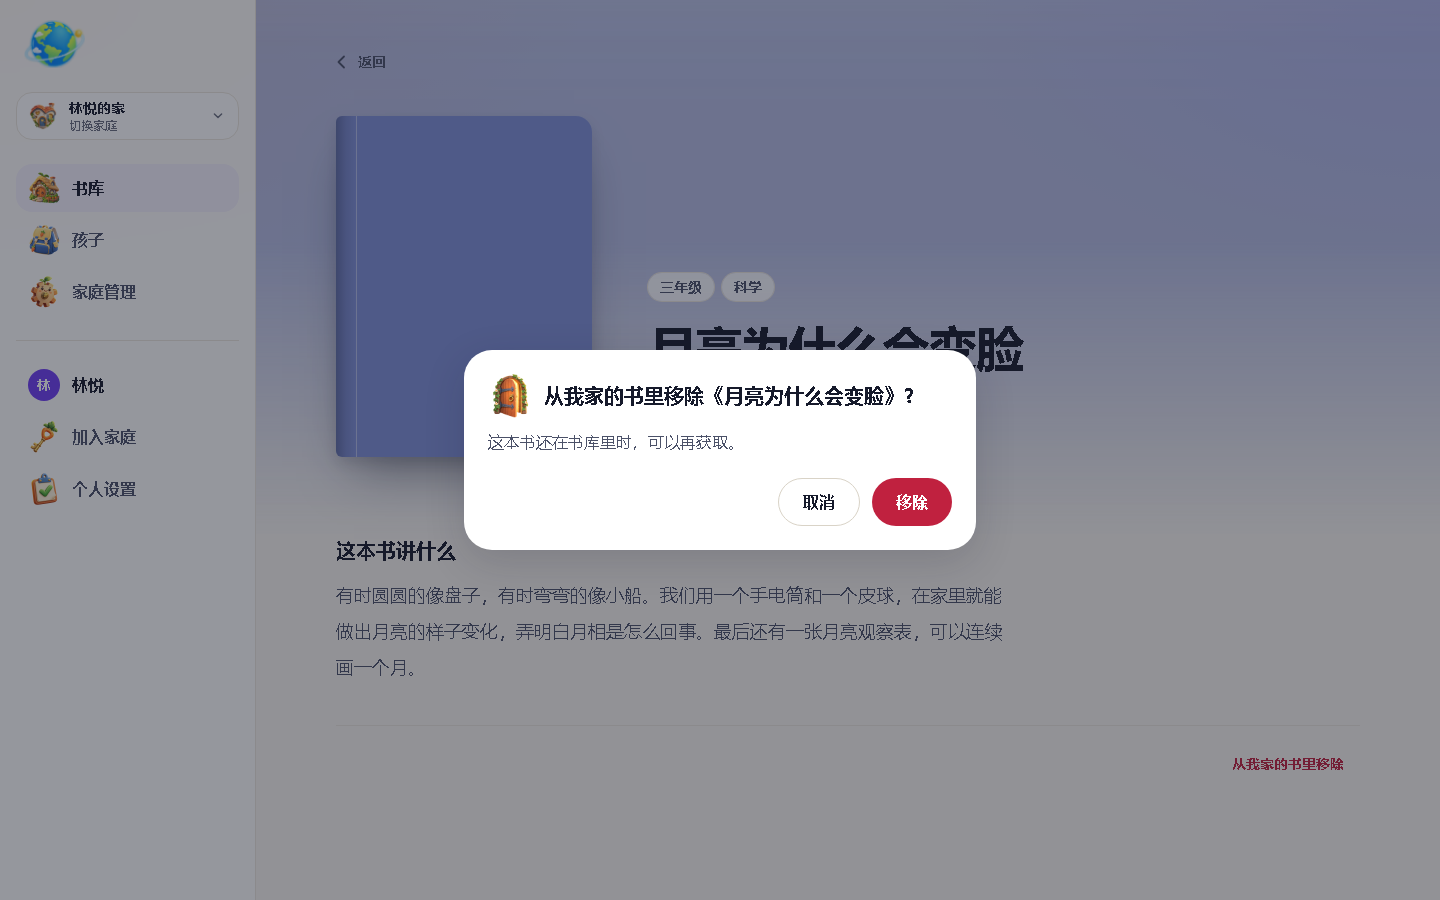 林悦的家
切换家庭
书库
孩子
家庭管理
林
林悦
加入家庭
个人设置
返回
三年级
科学
月亮为什么会变脸
从我家的书里移除《月亮为什么会变脸》?
这本书还在书库里时，可以再获取。
取消
移除
这本书讲什么
有时圆圆的像盘子，有时弯弯的像小船。我们用一个手电筒和一个皮球，在家里就能
做出月亮的样子变化，弄明白月相是怎么回事。最后还有一张月亮观察表，可以连续
画一个月。
从我家的书里移除